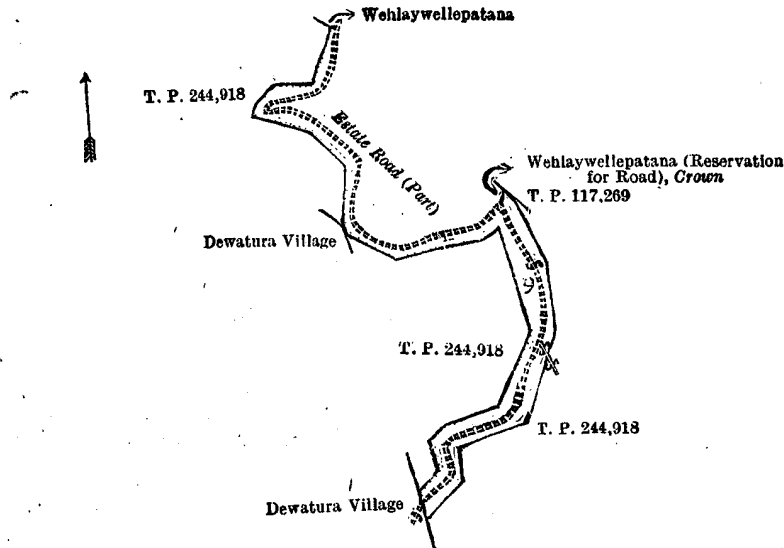 Wehlaywellepatana
T. P. 244,918
Estate Road (Part)
Wehlaywellepatana (Reservation
for Road), Crown
T. P. 117,269
Dewatura Village
T. P. 244,918
T. P. 244,918
Dewatura Village